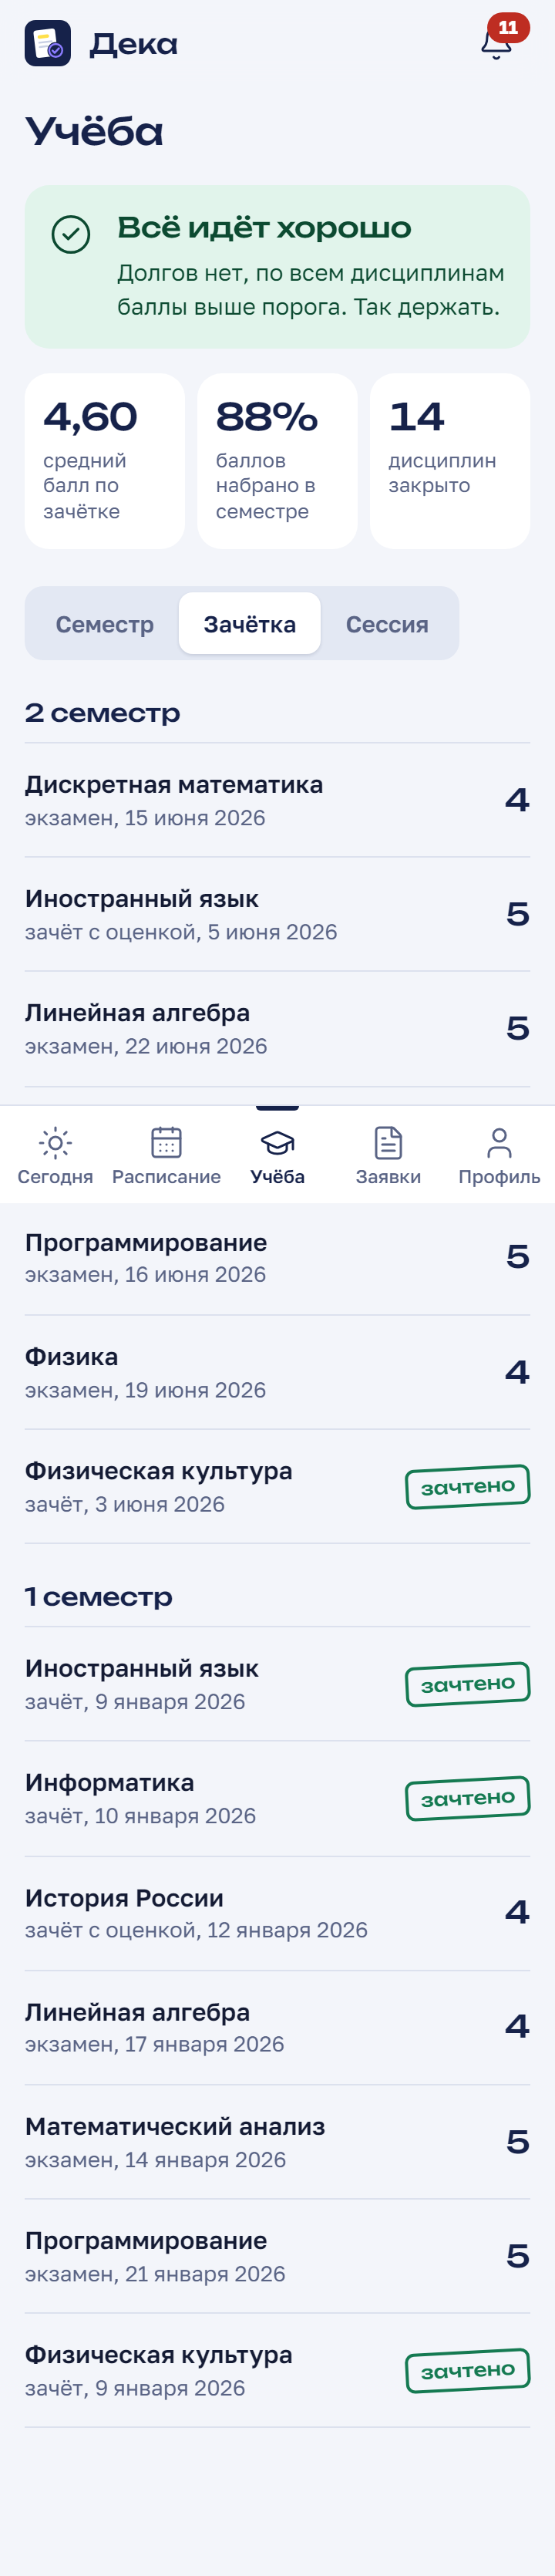 Дека
11
Учёба
Всё идёт хорошо
Долгов нет, по всем дисциплинам
баллы выше порога. Так держать.
4,60
средний
балл по
зачётке
88%
баллов
набрано в
семестре
14
дисциплин
закрыто
Семестр
Зачётка
Сессия
2 семестр
Дискретная математика
экзамен, 15 июня 2026
4
Иностранный язык
зачёт с оценкой, 5 июня 2026
5
Линейная алгебра
экзамен, 22 июня 2026
5
Сегодня
Расписание
Учёба
Заявки
Профиль
Программирование
экзамен, 16 июня 2026
5
Физика
экзамен, 19 июня 2026
4
Физическая культура
зачёт, 3 июня 2026
зачтено
1 семестр
Иностранный язык
зачёт, 9 января 2026
зачтено
Информатика
зачёт, 10 января 2026
зачтено
История России
зачёт с оценкой, 12 января 2026
4
Линейная алгебра
экзамен, 17 января 2026
4
Математический анализ
экзамен, 14 января 2026
5
Программирование
экзамен, 21 января 2026
5
Физическая культура
зачёт, 9 января 2026
зачтено